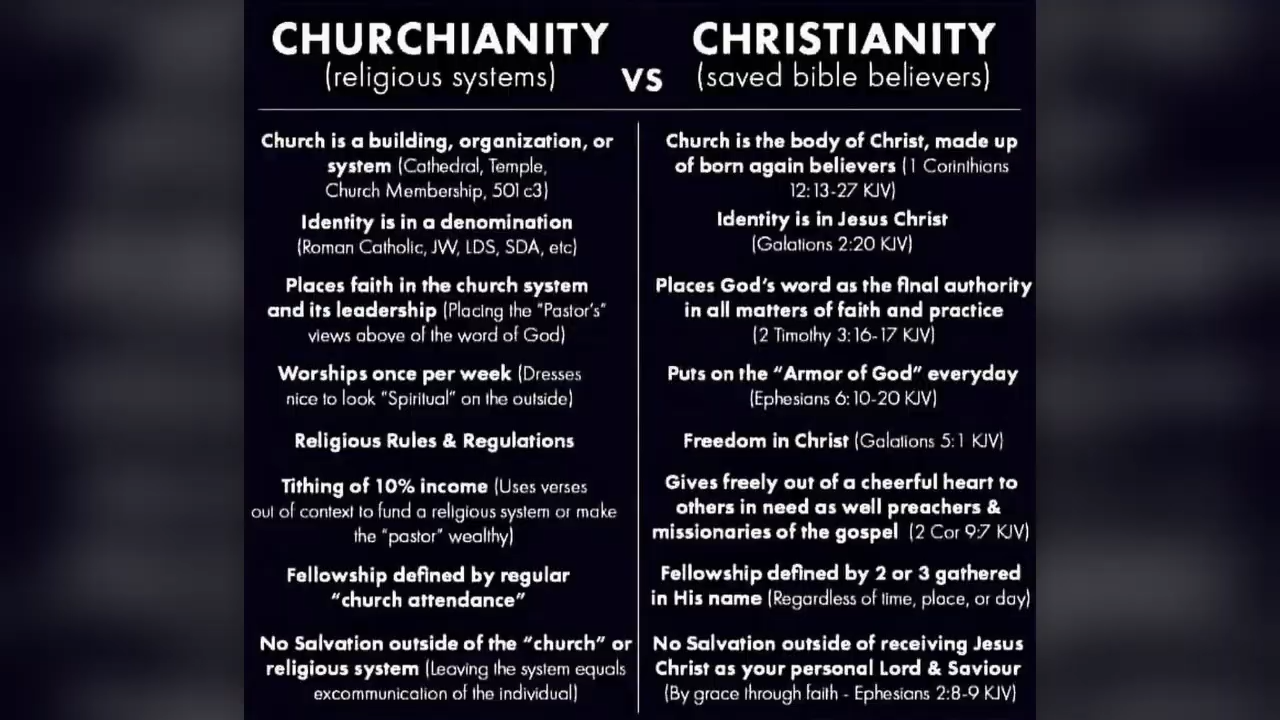 CHURCHIANITY
(religious systems)
VS
CHRISTIANITY
(saved bible believers)
Church is a building, organization, or
system (Cathedral, Temple,
Church Membership, 501c3)
Identity is in a denomination
(Roman Catholic, JW, LDS, SDA, etc)
Places faith in the church system
and its leadership (Placing the "Pastor's"
views above of the word of God)
Worships once per week (Dresses
nice to look "Spiritual" on the outside)
Religious Rules & Regulations
Tithing of 10% income (Uses verses
out of context to fund a religious system or make
the "pastor" wealthy)
Fellowship defined by regular
"church attendance"
No Salvation outside of the "church" or
religious system (Leaving the system equals
excommunication of the individual)
Church is the body of Christ, made up
of born again believers (1 Corinthians
12:13-27 KJV)
Identity is in Jesus Christ
(Galations 2:20 KJV)
Places God's word as the final authority
in all matters of faith and practice
(2 Timothy 3:16-17 KJV)
Puts on the "Armor of God" everyday
(Ephesians 6:10-20 KJV)
Freedom in Christ (Galations 5:1 KJV)
Gives freely out of a cheerful heart to
others in need as well preachers &
missionaries of the gospel (2 Cor 9:7 KJV)
Fellowship defined by 2 or 3 gathered
in His name (Regardless of time, place, or day)
No Salvation outside of receiving Jesus
Christ as your personal Lord & Saviour
(By grace through faith - Ephesians 2:8-9 KJV)